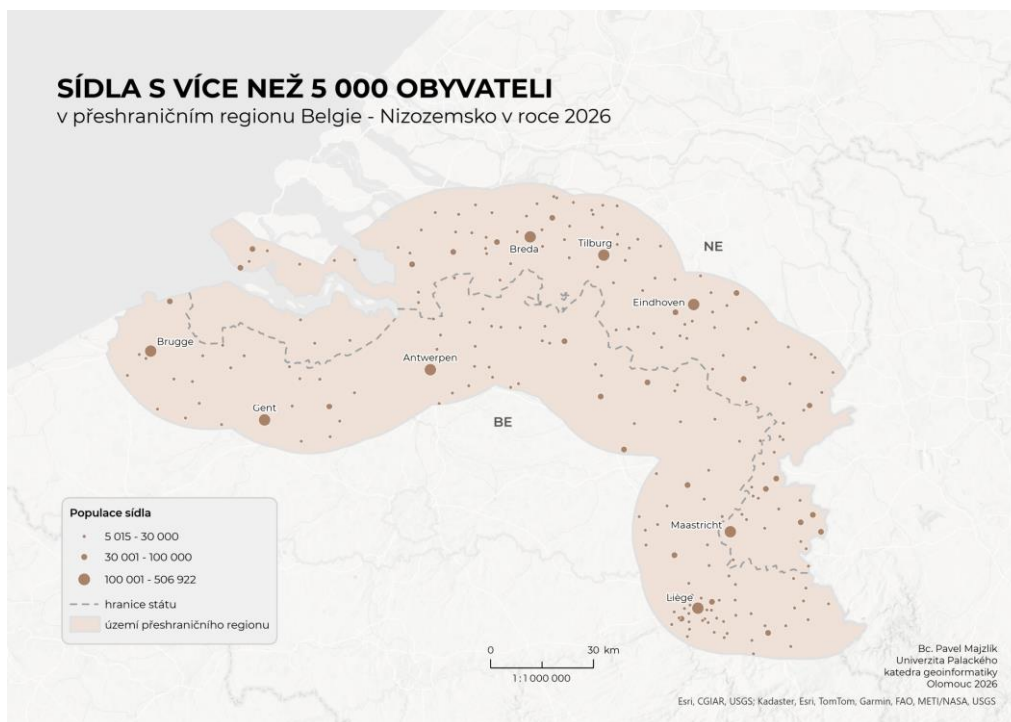 SÍDLA S VÍCE NEŽ 5 000 OBYVATELI
v přeshraničním regionu Belgie - Nizozemsko v roce 2026
NE
Breda
Tilburg
Eindhoven
Brugge
Antwerpen
Gent
BE
Maastricht
Liège
Populace sídla
5 015 - 30 000
30 001 - 100 000
100 001 - 506 922
hranice státu
území přeshraničního regionu
0 30 km
1:1 000 000
Bc. Pavel Majzlík
Univerzita Palackého
katedra geoinformatiky
Olomouc 2026
Esri, CGIAR, USGS; Kadaster, Esri, TomTom, Garmin, FAO, METI/NASA, USGS